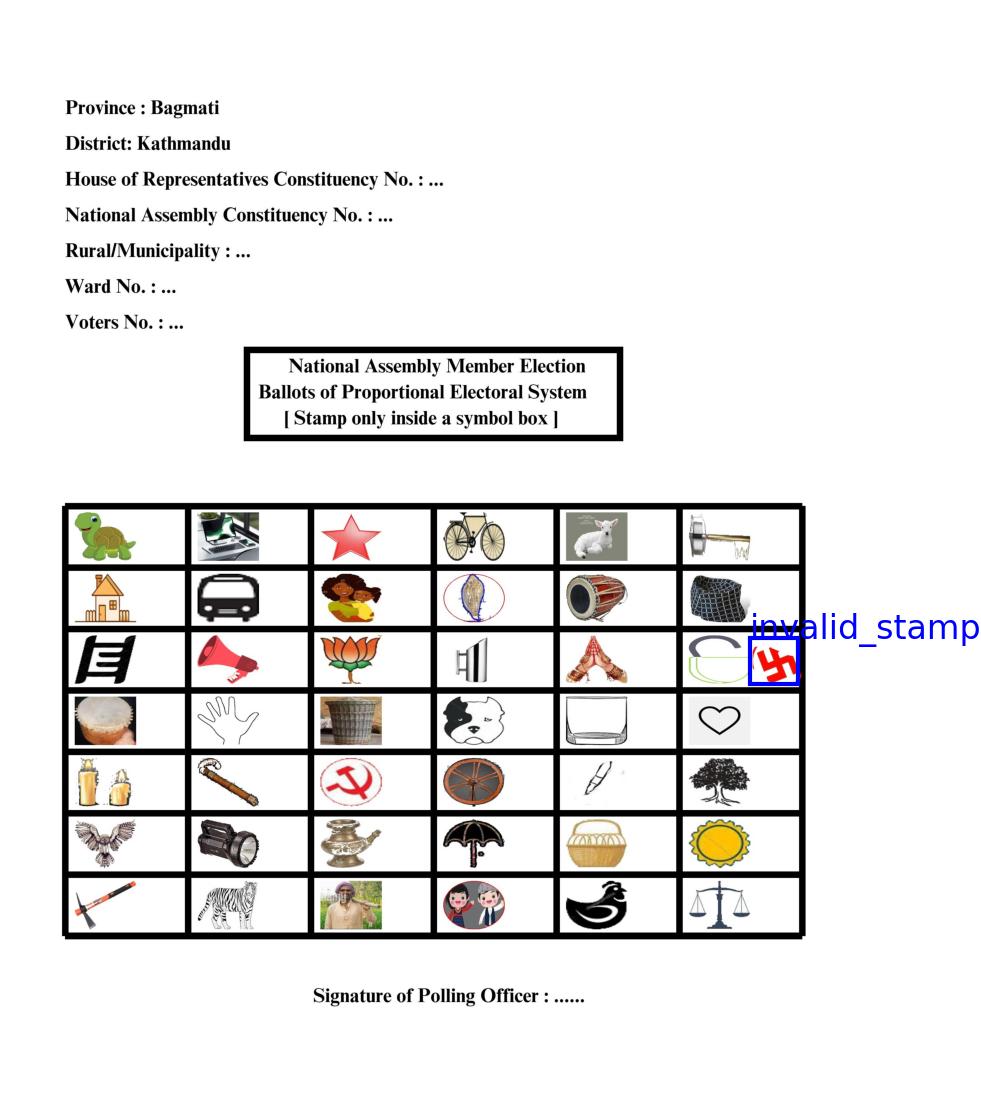 Province : Bagmati
District: Kathmandu
House of Representatives Constituency No. : ...
National Assembly Constituency No. : ...
Rural/Municipality : ...
Ward No. : ...
Voters No. : ...
National Assembly Member Election
Ballots of Proportional Electoral System
[ Stamp only inside a symbol box ]
invalid_stamp
Signature of Polling Officer : ......